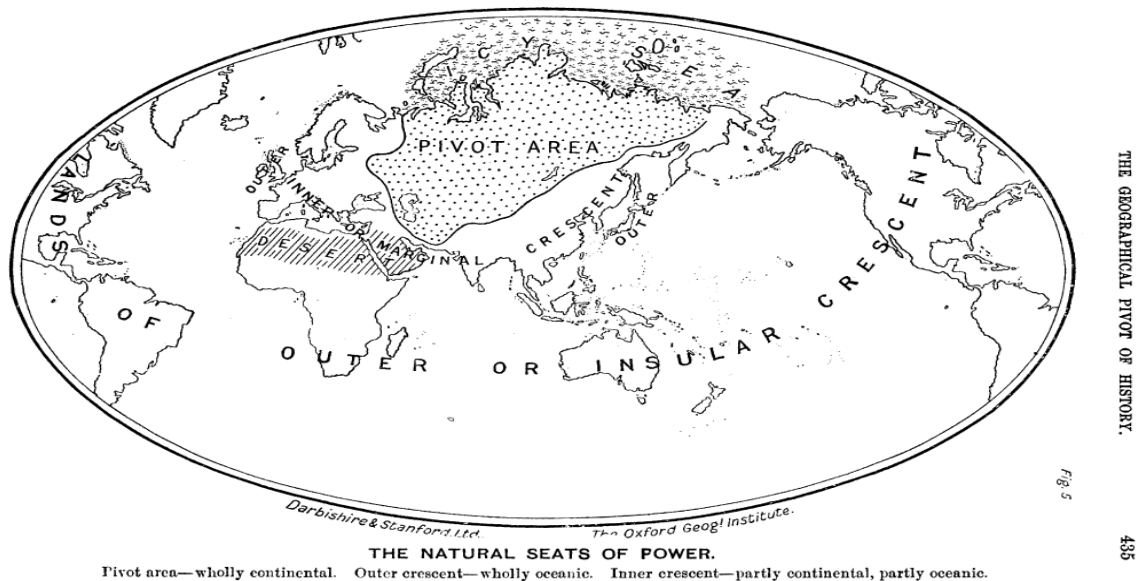 ICY SEA
PIVOT AREA
LANDS
OF
OUTER
INNER OR MARGINAL
CRESCENT
OUTER
DESERT
OUTER OR INSULAR CRESCENT
Darbishire & Stanford. Ltd.
The Oxford Geog! Institute.
THE NATURAL SEATS OF POWER.
Pivot area—wholly continental. Outer crescent—wholly oceanic. Inner crescent—partly continental, partly oceanic.
THE GEOGRAPHICAL PIVOT OF HISTORY.
Fig. 5
435